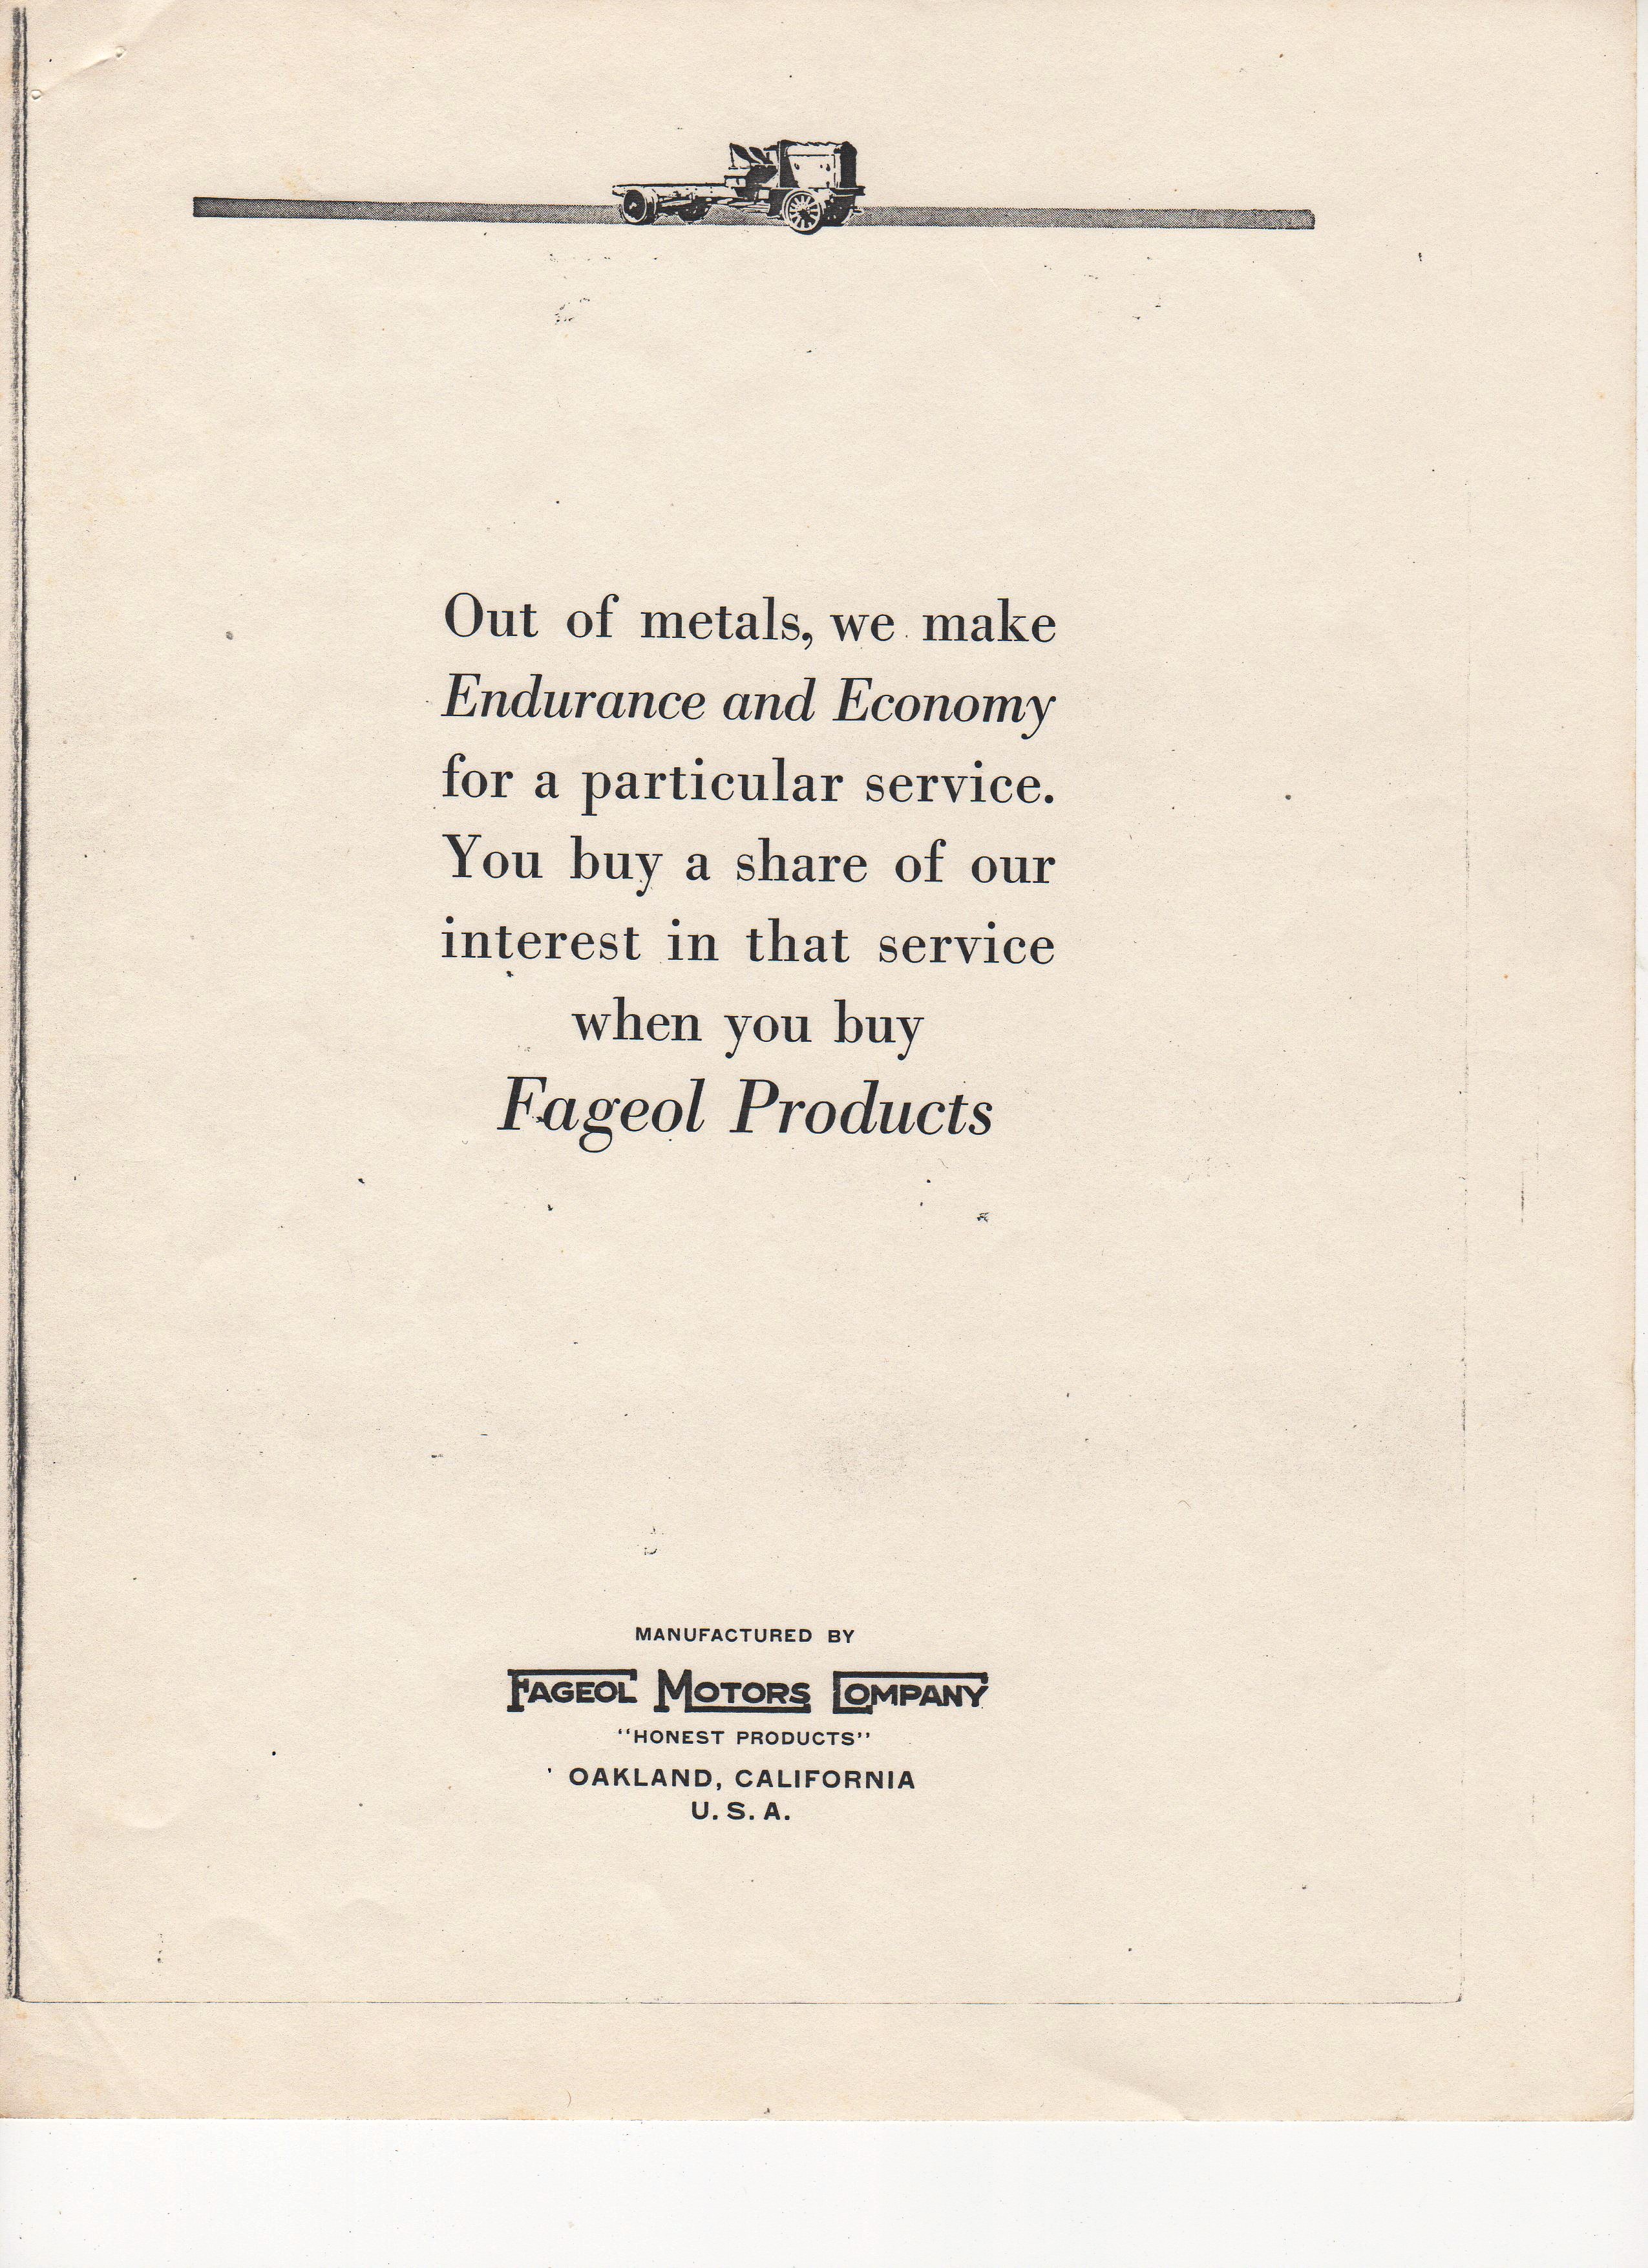 Out of metals, we make
Endurance and Economy
for a particular service.
You buy a share of our
interest in that service
when you buy
Fageol Products
MANUFACTURED BY
FAGEOL MOTORS COMPANY
"HONEST PRODUCTS"
OAKLAND, CALIFORNIA
U. S. A.